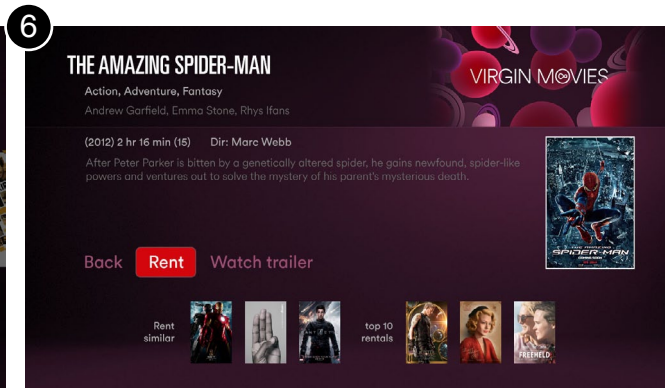 6
THE AMAZING SPIDER-MAN
Action, Adventure, Fantasy
Andrew Garfield, Emma Stone, Rhys Ifans
VIRGIN MOVIES
(2012) 2 hr 16 min (15) Dir: Marc Webb
After Peter Parker is bitten by a genetically altered spider, he gains newfound, spider-like
powers and ventures out to solve the mystery of his parent's mysterious death.
THE AMAZING
SPIDER-MAN
Back Rent Watch trailer
Rent
similar
top 10
rentals
FREEHELD